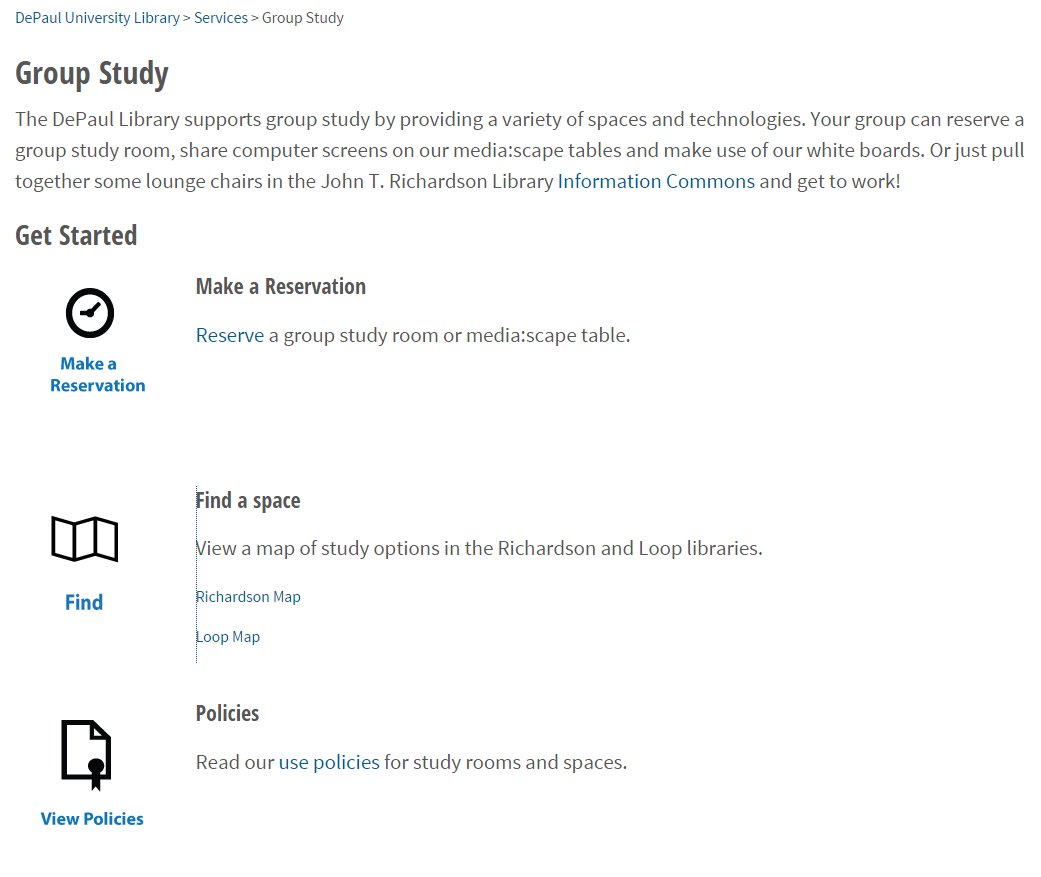 DePaul University Library > Services > Group Study
Group Study
The DePaul Library supports group study by providing a variety of spaces and technologies. Your group can reserve a
group study room, share computer screens on our media:scape tables and make use of our white boards. Or just pull
together some lounge chairs in the John T. Richardson Library Information Commons and get to work!
Get Started
Make a
Reservation
Make a Reservation
Reserve a group study room or media:scape table.
Find
Find a space
View a map of study options in the Richardson and Loop libraries.
Richardson Map
Loop Map
View Policies
Policies
Read our use policies for study rooms and spaces.